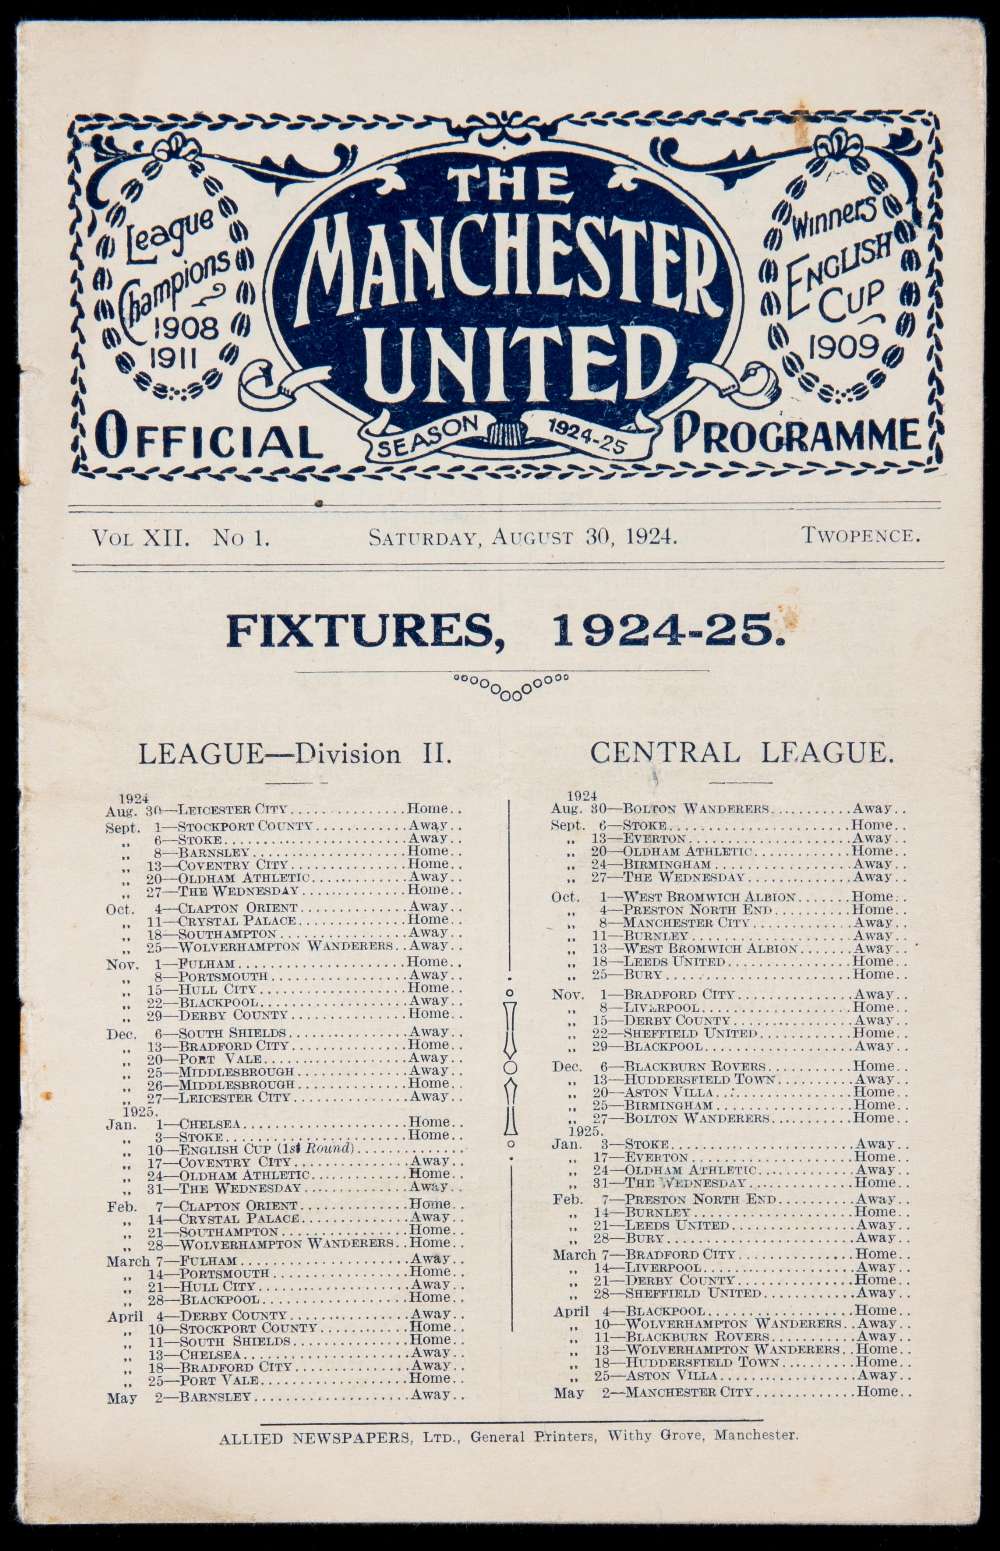 THE
MANCHESTER
UNITED
League
Champions
1908
1911
Winners
ENGLISH
CUP
1909
OFFICIAL
SEASON 1924-25
PROGRAMME
VOL XII. No 1. SATURDAY, AUGUST 30, 1924. TWOPENCE.
FIXTURES, 1924-25.
LEAGUE—Division II.
1924
Aug. 30—LEICESTER CITY..................Home..
Sept. 1—STOCKPORT COUNTY..............Away..
„ 6—STOKE............................Away..
„ 8—BARNSLEY........................Home..
„ 13—COVENTRY CITY..................Home..
„ 20—OLDHAM ATHLETIC...............Away..
„ 27—THE WEDNESDAY................Home..
Oct. 4—CLAPTON ORIENT................Away..
„ 11—CRYSTAL PALACE................Home..
„ 18—SOUTHAMPTON....................Away..
„ 25—WOLVERHAMPTON WANDERERS..Away..
Nov. 1—FULHAM..........................Home..
„ 8—PORTSMOUTH.....................Away..
„ 15—HULL CITY.......................Home..
„ 22—BLACKPOOL.......................Away..
„ 29—DERBY COUNTY..................Home..
Dec. 6—SOUTH SHIELDS..................Away..
„ 13—BRADFORD CITY..................Home..
„ 20—PORT VALE......................Away..
„ 25—MIDDLESBROUGH.................Away..
„ 26—MIDDLESBROUGH.................Home..
„ 27—LEICESTER CITY..................Away..
1925.
Jan. 1—CHELSEA.........................Home..
„ 3—STOKE............................Home..
„ 10—ENGLISH CUP (1st Round)................
„ 17—COVENTRY CITY..................Away..
„ 24—OLDHAM ATHLETIC...............Home..
„ 31—THE WEDNESDAY................Away..
Feb. 7—CLAPTON ORIENT................Home..
„ 14—CRYSTAL PALACE................Away..
„ 21—SOUTHAMPTON....................Home..
„ 28—WOLVERHAMPTON WANDERERS..Home..
March 7—FULHAM..........................Away..
„ 14—PORTSMOUTH.....................Home..
„ 21—HULL CITY.......................Away..
„ 28—BLACKPOOL.......................Home..
April 4—DERBY COUNTY..................Away..
„ 10—STOCKPORT COUNTY.............Home..
„ 11—SOUTH SHIELDS..................Home..
„ 13—CHELSEA.........................Away..
„ 18—BRADFORD CITY..................Away..
„ 25—PORT VALE......................Home..
May 2—BARNSLEY........................Away..
CENTRAL LEAGUE.
1924
Aug. 30—BOLTON WANDERERS...........Away..
Sept. 6—STOKE............................Home..
„ 13—EVERTON.........................Away..
„ 20—OLDHAM ATHLETIC...............Home..
„ 24—BIRMINGHAM.....................Away..
„ 27—THE WEDNESDAY................Away..
Oct. 1—WEST BROMWICH ALBION.......Home..
„ 4—PRESTON NORTH END............Home..
„ 8—MANCHESTER CITY...............Away..
„ 11—BURNLEY.........................Away..
„ 13—WEST BROMWICH ALBION.......Away..
„ 18—LEEDS UNITED...................Home..
„ 25—BURY.............................Home..
Nov. 1—BRADFORD CITY..................Away..
„ 8—LIVERPOOL.......................Home..
„ 15—DERBY COUNTY..................Away..
„ 22—SHEFFIELD UNITED..............Home..
„ 29—BLACKPOOL.......................Away..
Dec. 6—BLACKBURN ROVERS.............Home..
„ 13—HUDDERSFIELD TOWN...........Away..
„ 20—ASTON VILLA....................Home..
„ 25—BIRMINGHAM.....................Home..
„ 27—BOLTON WANDERERS...........Home..
1925.
Jan. 3—STOKE............................Away..
„ 17—EVERTON.........................Home..
„ 24—OLDHAM ATHLETIC...............Away..
„ 31—THE WEDNESDAY................Home..
Feb. 7—PRESTON NORTH END............Away..
„ 14—BURNLEY.........................Home..
„ 21—LEEDS UNITED...................Away..
„ 28—BURY.............................Away..
March 7—BRADFORD CITY..................Home..
„ 14—LIVERPOOL.......................Away..
„ 21—DERBY COUNTY..................Home..
„ 28—SHEFFIELD UNITED..............Away..
April 4—BLACKPOOL.......................Home..
„ 10—WOLVERHAMPTON WANDERERS..Away..
„ 11—BLACKBURN ROVERS.............Away..
„ 13—WOLVERHAMPTON WANDERERS..Home..
„ 18—HUDDERSFIELD TOWN...........Home..
„ 25—ASTON VILLA....................Away..
May 2—MANCHESTER CITY...............Home..
ALLIED NEWSPAPERS, LTD., General Printers, Withy Grove, Manchester.